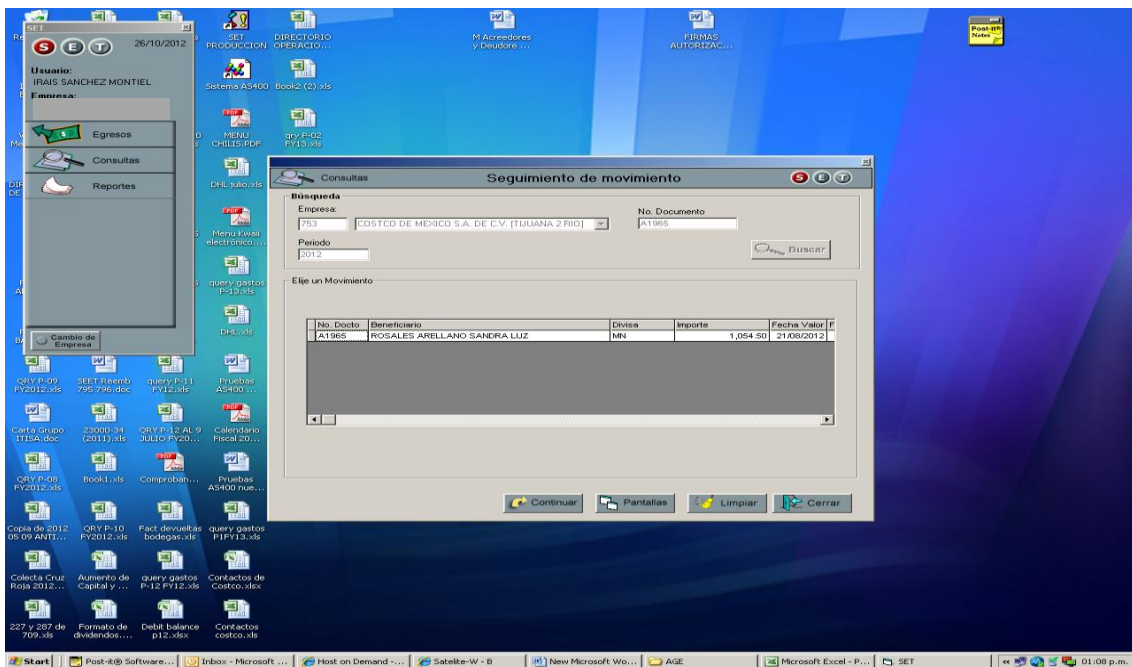 SET
S E T
26/10/2012
Usuario:
IRAIS SANCHEZ MONTIEL
Empresa:
Egresos
Consultas
Reportes
Cambio de
Empresa
SET
PRODUCCION
DIRECTORIO
OPERACIO...
M Acreedores
y Deudore ...
FIRMAS
AUTORIZAC...
Post-it®
Notes
Sistema AS400
Book2 (2).xls
MENU
CHILIS.PDF
qry P-02
FY13.xls
DHL julio.xls
Menu Kwali
electrónico....
query gastos
P-13.xls
DHL.xls
Consultas
Seguimiento de movimiento
S E T
Búsqueda
Empresa:
753
COSTCO DE MEXICO S.A. DE C.V. [TIJUANA 2 RIO]
No. Documento
A1965
Periodo
2012
Buscar
Elije un Movimiento
No. Docto Beneficiario Divisa Importe Fecha Valor F
A1965 ROSALES ARELLANO SANDRA LUZ MN 1,054.50 21/08/2012
Continuar
Pantallas
Limpiar
Cerrar
QRY P-09
FY2012.xls
SEET Reemb
795 796.doc
query P-11
FY12.xls
Pruebas
AS400 ...
Carta Grupo
ITISA.doc
23000-34
(2011).xls
QRY P-12 AL 9
JULIO FY20...
Calendario
Fiscal 20...
QRY P-08
FY2012.xls
Book1.xls
Comproban...
Pruebas
AS400 nue...
Copia de 2012
05 09 ANTI...
QRY P-10
FY2012.xls
Fact devueltas
bodegas.xls
query gastos
P1FY13.xls
Colecta Cruz
Roja 2012...
Aumento de
Capital y ...
query gastos
P-12 FY12.xls
Contactos de
Costco.xlsx
227 y 287 de
709.xls
Formato de
dividendos....
Debit balance
p12.xlsx
Contactos
costco.xls
Start
Post-it® Software...
Inbox - Microsoft ...
Host on Demand -...
Satelite-W - B
New Microsoft Wo...
AGE
Microsoft Excel - P...
SET
01:08 p.m.